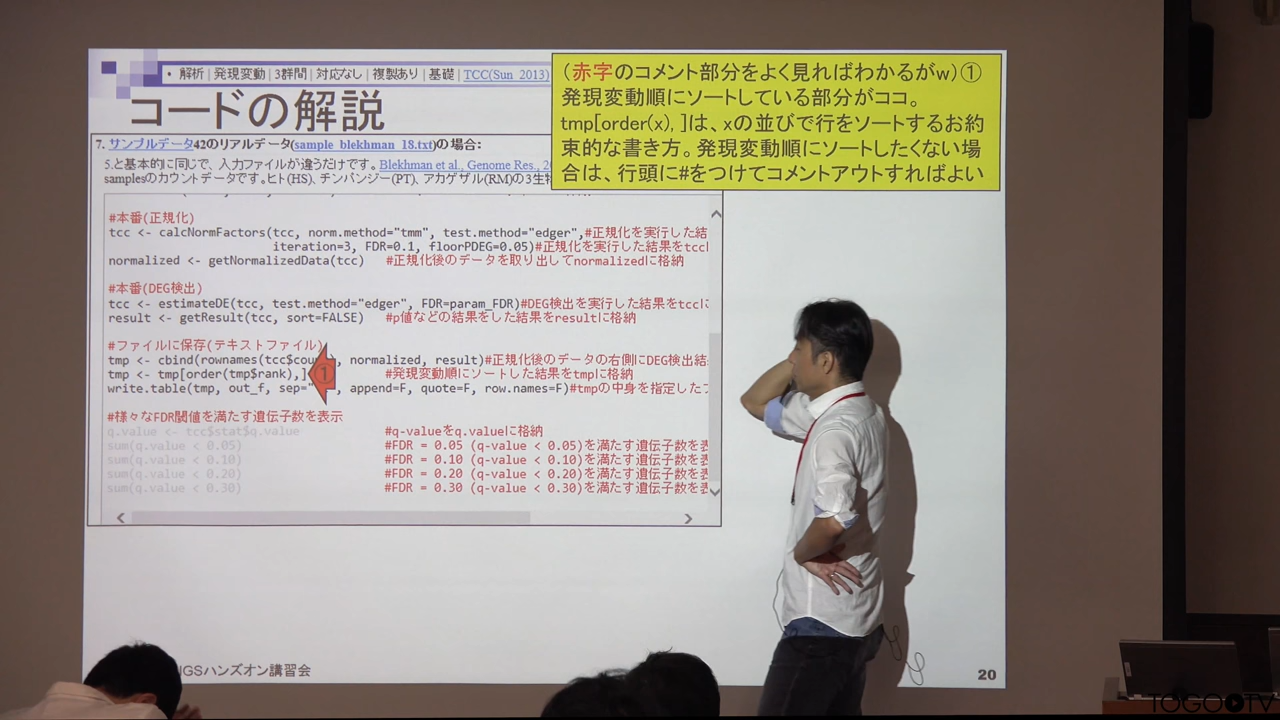 • 解析 | 発現変動 | 3群間 | 対応なし | 複製あり | 基礎 | TCC(Sun_2013)
コードの解説
(赤字のコメント部分をよく見ればわかるがw)①
発現変動順にソートしている部分がココ。
tmp[order(x), ]は、xの並びで行をソートするお約
束的な書き方。発現変動順にソートしたくない場
合は、行頭に#をつけてコメントアウトすればよい
7. サンプルデータ42のリアルデータ(sample_blekhman_18.txt)の場合:
5.と基本的に同じで、入力ファイルが違うだけです。Blekhman et al., Genome Res., 2
samplesのカウントデータです。ヒト(HS), チンパンジー(PT), アカゲザル(RM)の3生
#本番(正規化)
tcc <- calcNormFactors(tcc, norm.method="tmm", test.method="edger",#正規化を実行した結
iteration=3, FDR=0.1, floorPDEG=0.05)#正規化を実行した結果をtccに
normalized <- getNormalizedData(tcc) #正規化後のデータを取り出してnormalizedに格納
#本番(DEG検出)
tcc <- estimateDE(tcc, test.method="edger", FDR=param_FDR)#DEG検出を実行した結果をtccに
result <- getResult(tcc, sort=FALSE) #p値などの結果をした結果をresultに格納
#ファイルに保存(テキストファイル)
tmp <- cbind(rownames(tcc$cou , normalized, result)#正規化後のデータの右側にDEG検出結
tmp <- tmp[order(tmp$rank),] ① #発現変動順にソートした結果をtmpに格納
write.table(tmp, out_f, sep=" , append=F, quote=F, row.names=F)#tmpの中身を指定した
#様々なFDR閾値を満たす遺伝子数を表示
q.value <- tcc$stat$q.value #q-valueをq.valueに格納
sum(q.value < 0.05) #FDR = 0.05 (q-value < 0.05)を満たす遺伝子数を表
sum(q.value < 0.10) #FDR = 0.10 (q-value < 0.10)を満たす遺伝子数を表
sum(q.value < 0.20) #FDR = 0.20 (q-value < 0.20)を満たす遺伝子数を表
sum(q.value < 0.30) #FDR = 0.30 (q-value < 0.30)を満たす遺伝子数を表
NGSハンズオン講習会
20
TOGOTV